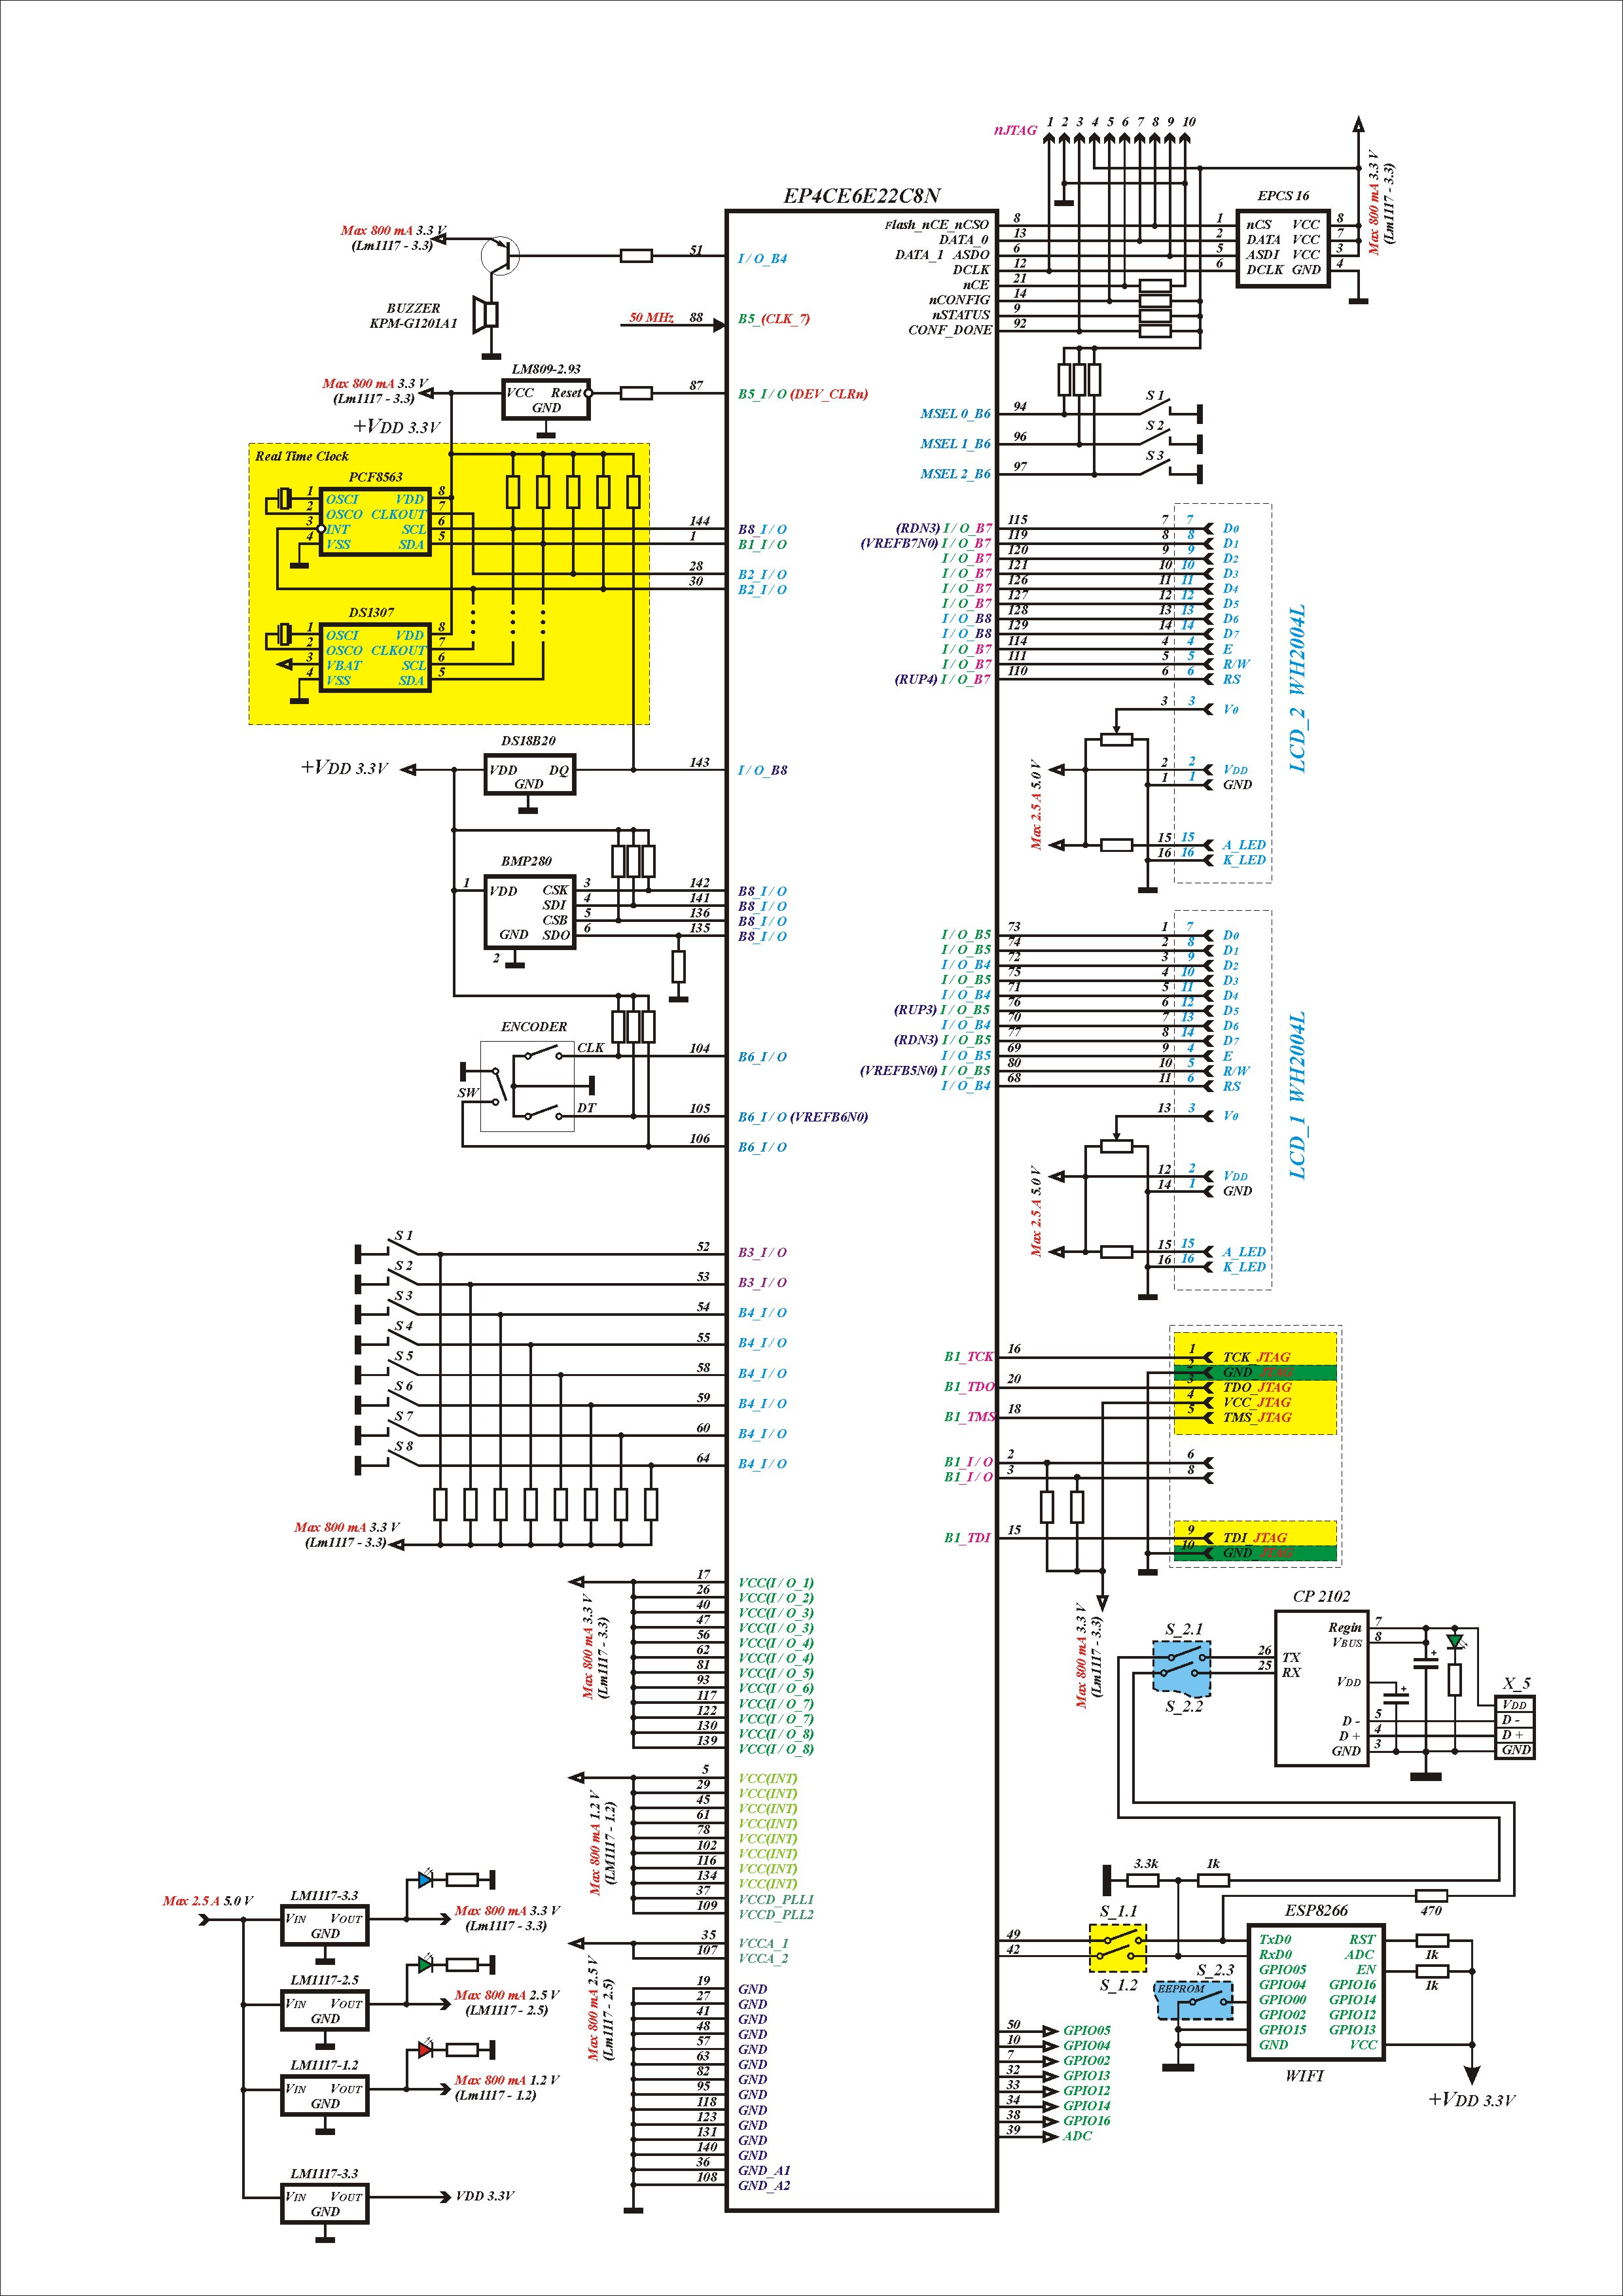 nJTAG 1 2 3 4 5 6 7 8 9 10
EP4CE6E22C8N
EPCS 16
Max 800 mA 3.3 V
(Lm1117 - 3.3)
Flash_nCE_nCSO 8 1 nCS VCC 8
DATA_0 13 2 DATA VCC 7
DATA_1 ASDO 6 5 ASDI VCC 3
DCLK 12 6 DCLK GND 4
nCE 21
nCONFIG 14
nSTATUS 9
CONF_DONE 92
Max 800 mA 3.3 V
(Lm1117 - 3.3)
51 I / O_B4
BUZZER
KPM-G1201A1
50 MHz 88 B5_(CLK_7)
LM809-2.93
Max 800 mA 3.3 V
(Lm1117 - 3.3)
VCC Reset
GND
87 B5_I / O (DEV_CLRn)
+VDD 3.3V
MSEL 0_B6 94 S 1
MSEL 1_B6 96 S 2
MSEL 2_B6 97 S 3
Real Time Clock
PCF8563
1 OSCI VDD 8
2 OSCO CLKOUT 7
3 INT SCL 6
4 VSS SDA 5
144 B8_I / O
1 B1_I / O
28 B2_I / O
30 B2_I / O
DS1307
1 OSCI VDD 8
2 OSCO CLKOUT 7
3 VBAT SCL 6
4 VSS SDA 5
(RDN3) I / O_B7 115 7 7 D0
(VREFB7N0) I / O_B7 119 8 8 D1
I / O_B7 120 9 9 D2
I / O_B7 121 10 10 D3
I / O_B7 126 11 11 D4
I / O_B7 127 12 12 D5
I / O_B8 128 13 13 D6
I / O_B8 129 14 14 D7
I / O_B7 114 4 4 E
I / O_B7 111 5 5 R/W
(RUP4) I / O_B7 110 6 6 RS
3 3 V0
2 2 VDD
1 1 GND
15 15 A_LED
16 16 K_LED
Max 2.5 A 5.0 V
LCD_2 WH2004L
DS18B20
+VDD 3.3V
VDD DQ
GND
143 I / O_B8
BMP280
1 VDD CSK 3
SDI 4
CSB 5
GND SDO 6
2
142 B8_I / O
141 B8_I / O
136 B8_I / O
135 B8_I / O
ENCODER
CLK
SW
DT
104 B6_I / O
105 B6_I / O (VREFB6N0)
106 B6_I / O
I / O_B5 73 1 7 D0
I / O_B5 74 2 8 D1
I / O_B4 72 3 9 D2
I / O_B5 75 4 10 D3
I / O_B4 71 5 11 D4
(RUP3) I / O_B5 76 6 12 D5
I / O_B4 70 7 13 D6
(RDN3) I / O_B5 77 8 14 D7
I / O_B5 69 9 4 E
(VREFB5N0) I / O_B5 80 10 5 R/W
I / O_B4 68 11 6 RS
13 3 V0
12 2 VDD
14 1 GND
15 15 A_LED
16 16 K_LED
Max 2.5 A 5.0 V
LCD_1 WH2004L
S 1 52 B3_I / O
S 2 53 B3_I / O
S 3 54 B4_I / O
S 4 55 B4_I / O
S 5 58 B4_I / O
S 6 59 B4_I / O
S 7 60 B4_I / O
S 8 64 B4_I / O
Max 800 mA 3.3 V
(Lm1117 - 3.3)
B1_TCK 16 1 TCK_JTAG
2 GND_JTAG
B1_TDO 20 3 TDO_JTAG
4 VCC_JTAG
B1_TMS 18 5 TMS_JTAG
B1_I / O 2 6
B1_I / O 3 8
B1_TDI 15 9 TDI_JTAG
10 GND_JTAG
Max 800 mA 3.3 V
(Lm1117 - 3.3)
17 VCC(I / O_1)
26 VCC(I / O_2)
40 VCC(I / O_3)
47 VCC(I / O_3)
56 VCC(I / O_4)
62 VCC(I / O_4)
81 VCC(I / O_5)
93 VCC(I / O_6)
117 VCC(I / O_7)
122 VCC(I / O_7)
130 VCC(I / O_8)
139 VCC(I / O_8)
Max 800 mA 3.3 V
(Lm1117 - 3.3)
5 VCC(INT)
29 VCC(INT)
45 VCC(INT)
61 VCC(INT)
78 VCC(INT)
102 VCC(INT)
116 VCC(INT)
134 VCC(INT)
37 VCCD_PLL1
109 VCCD_PLL2
Max 800 mA 1.2 V
(LM1117 - 1.2)
35 VCCA_1
107 VCCA_2
Max 800 mA 2.5 V
(Lm1117 - 2.5)
19 GND
27 GND
41 GND
48 GND
57 GND
63 GND
82 GND
95 GND
118 GND
123 GND
131 GND
140 GND
36 GND_A1
108 GND_A2
CP 2102
S_2.1
S_2.2
26 TX
25 RX
Regin 7
VBUS 8
VDD
D - 5
D + 4
GND 3
+
+
X_5
VDD
D -
D +
GND
3.3k 1k
470
S_1.1
S_1.2
49
42
ESP8266
TxD0 RST
RxD0 ADC
GPIO05 EN
GPIO04 GPIO16
GPIO00 GPIO14
GPIO02 GPIO12
GPIO15 GPIO13
GND VCC
1k
1k
S_2.3
EEPROM
WIFI
+VDD 3.3V
50 GPIO05
10 GPIO04
7 GPIO02
32 GPIO13
33 GPIO12
34 GPIO14
38 GPIO16
39 ADC
Max 2.5 A 5.0 V
LM1117-3.3
VIN VOUT
GND
Max 800 mA 3.3 V
(Lm1117 - 3.3)
LM1117-2.5
VIN VOUT
GND
Max 800 mA 2.5 V
(LM1117 - 2.5)
LM1117-1.2
VIN VOUT
GND
Max 800 mA 1.2 V
(Lm1117 - 1.2)
LM1117-3.3
VIN VOUT
GND
VDD 3.3V